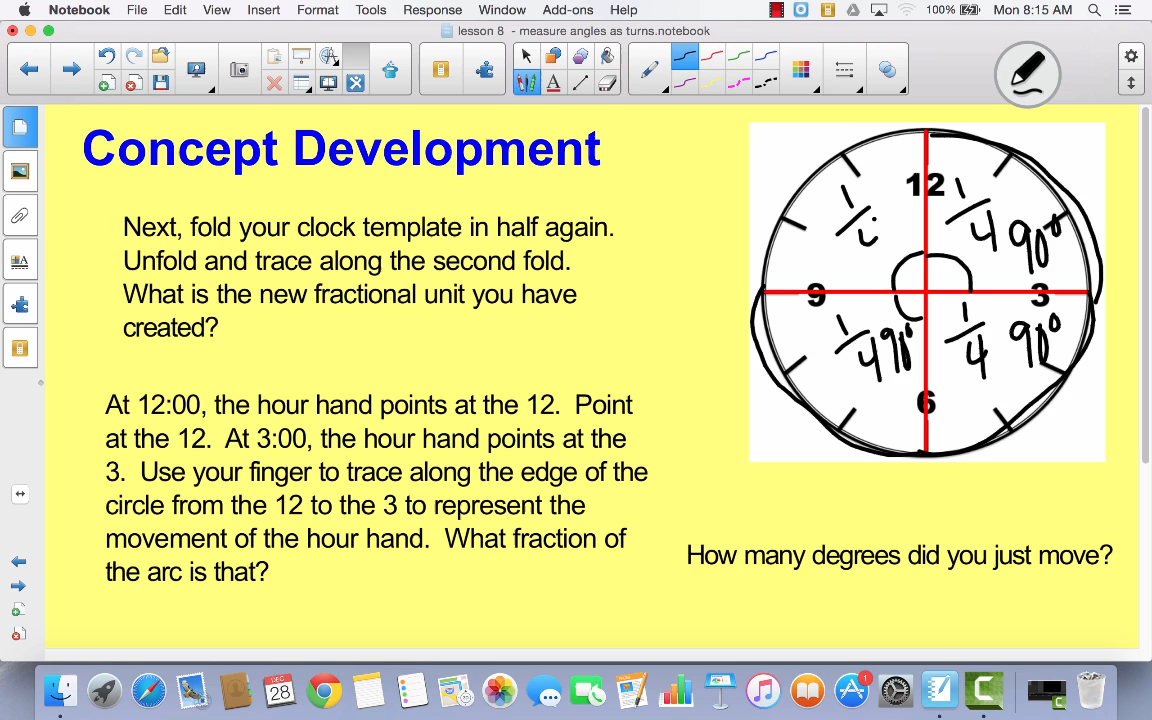 Notebook File Edit View Insert Format Tools Response Window Add-ons Help 100% Mon 8:15 AM
lesson 8 - measure angles as turns.notebook
Concept Development
Next, fold your clock template in half again.
Unfold and trace along the second fold.
What is the new fractional unit you have
created?
At 12:00, the hour hand points at the 12. Point
at the 12. At 3:00, the hour hand points at the
3. Use your finger to trace along the edge of the
circle from the 12 to the 3 to represent the
movement of the hour hand. What fraction of
the arc is that?
12
1/4 90°
9
3
1/4 90°
1/4 90°
6
How many degrees did you just move?
DEC
28
1